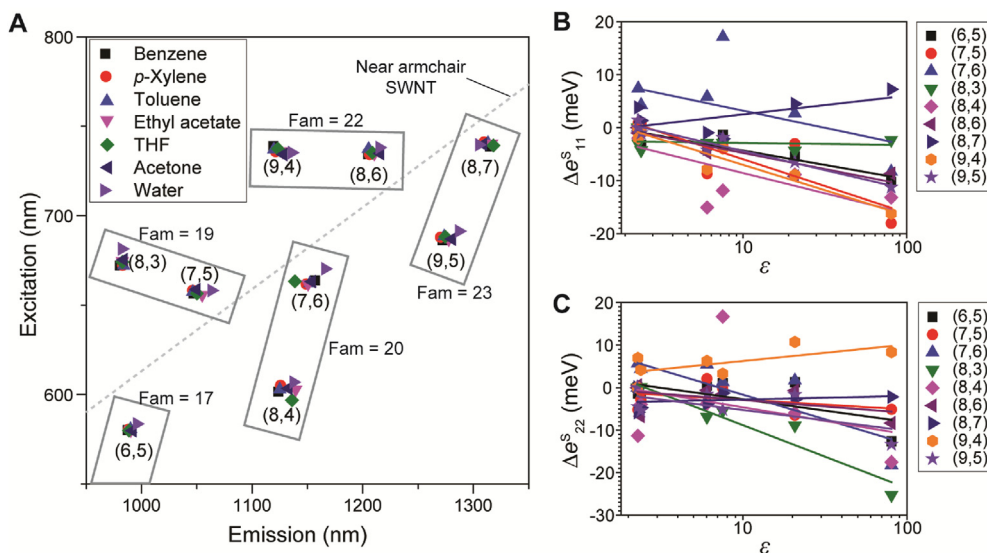 A
800
700
600
Excitation (nm)
Benzene
p-Xylene
Toluene
Ethyl acetate
THF
Acetone
Water
Near armchair
SWNT
Fam = 22
(9,4)
(8,6)
(8,7)
Fam = 19
(8,3)
(7,5)
(9,5)
Fam = 23
(7,6)
Fam = 20
(8,4)
Fam = 17
(6,5)
1000 1100 1200 1300
Emission (nm)
B
20
10
0
-10
-20
ΔeS11 (meV)
10 100
ε
(6,5)
(7,5)
(7,6)
(8,3)
(8,4)
(8,6)
(8,7)
(9,4)
(9,5)
C
20
10
0
-10
-20
-30
ΔeS22 (meV)
10 100
ε
(6,5)
(7,5)
(7,6)
(8,3)
(8,4)
(8,6)
(8,7)
(9,4)
(9,5)